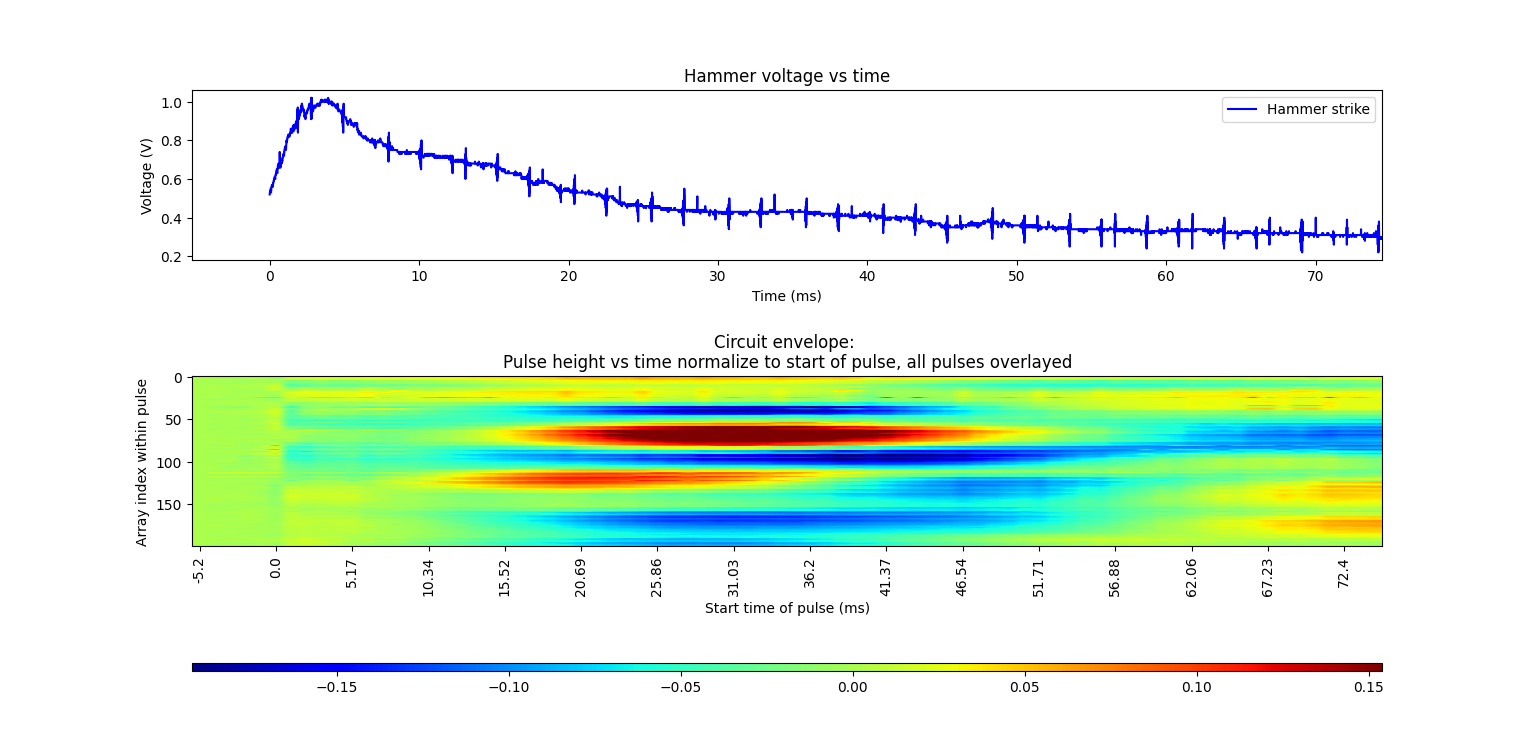 Hammer voltage vs time
Hammer strike
1.0
0.8
0.6
0.4
0.2
Voltage (V)
0 10 20 30 40 50 60 70
Time (ms)
Circuit envelope:
Pulse height vs time normalize to start of pulse, all pulses overlayed
0
50
100
150
Array index within pulse
-5.2 0.0 5.17 10.34 15.52 20.69 25.86 31.03 36.2 41.37 46.54 51.71 56.88 62.06 67.23 72.4
Start time of pulse (ms)
−0.15 −0.10 −0.05 0.00 0.05 0.10 0.15